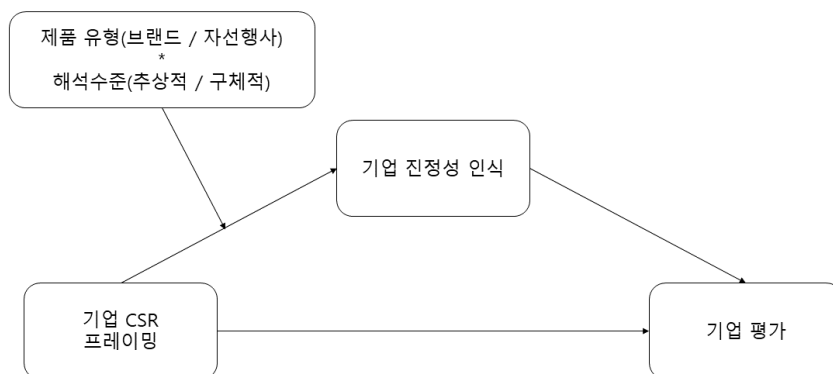 제품 유형(브랜드 / 자선행사)
*
해석수준(추상적 / 구체적)
기업 진정성 인식
기업 CSR
프레이밍
기업 평가